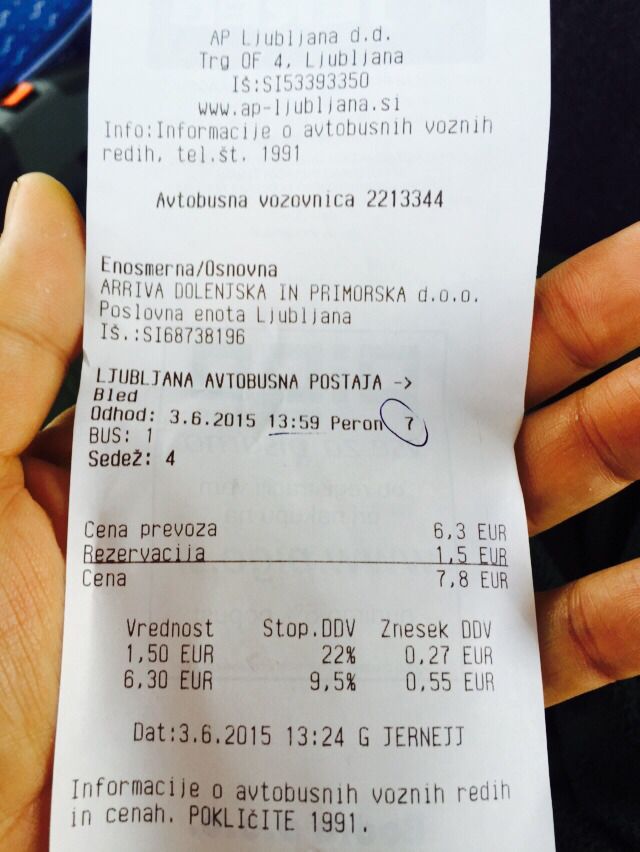 AP Ljubljana d.d.
Trg OF 4, Ljubljana
IŠ:SI53393350
www.ap-ljubljana.si
Info:Informacije o avtobusnih voznih
redih, tel.št. 1991
Avtobusna vozovnica 2213344
Enosmerna/Osnovna
ARRIVA DOLENJSKA IN PRIMORSKA d.o.o.
Poslovna enota Ljubljana
IŠ.:SI68738196
LJUBLJANA AVTOBUSNA POSTAJA ->
Bled
Odhod: 3.6.2015 13:59 Peron 7
BUS: 1
Sedež: 4
Cena prevoza 6,3 EUR
Rezervacija 1,5 EUR
Cena 7,8 EUR
Vrednost Stop.DDV Znesek DDV
1,50 EUR 22% 0,27 EUR
6,30 EUR 9,5% 0,55 EUR
Dat:3.6.2015 13:24 G JERNEJJ
Informacije o avtobusnih voznih redih
in cenah. POKLIČITE 1991.